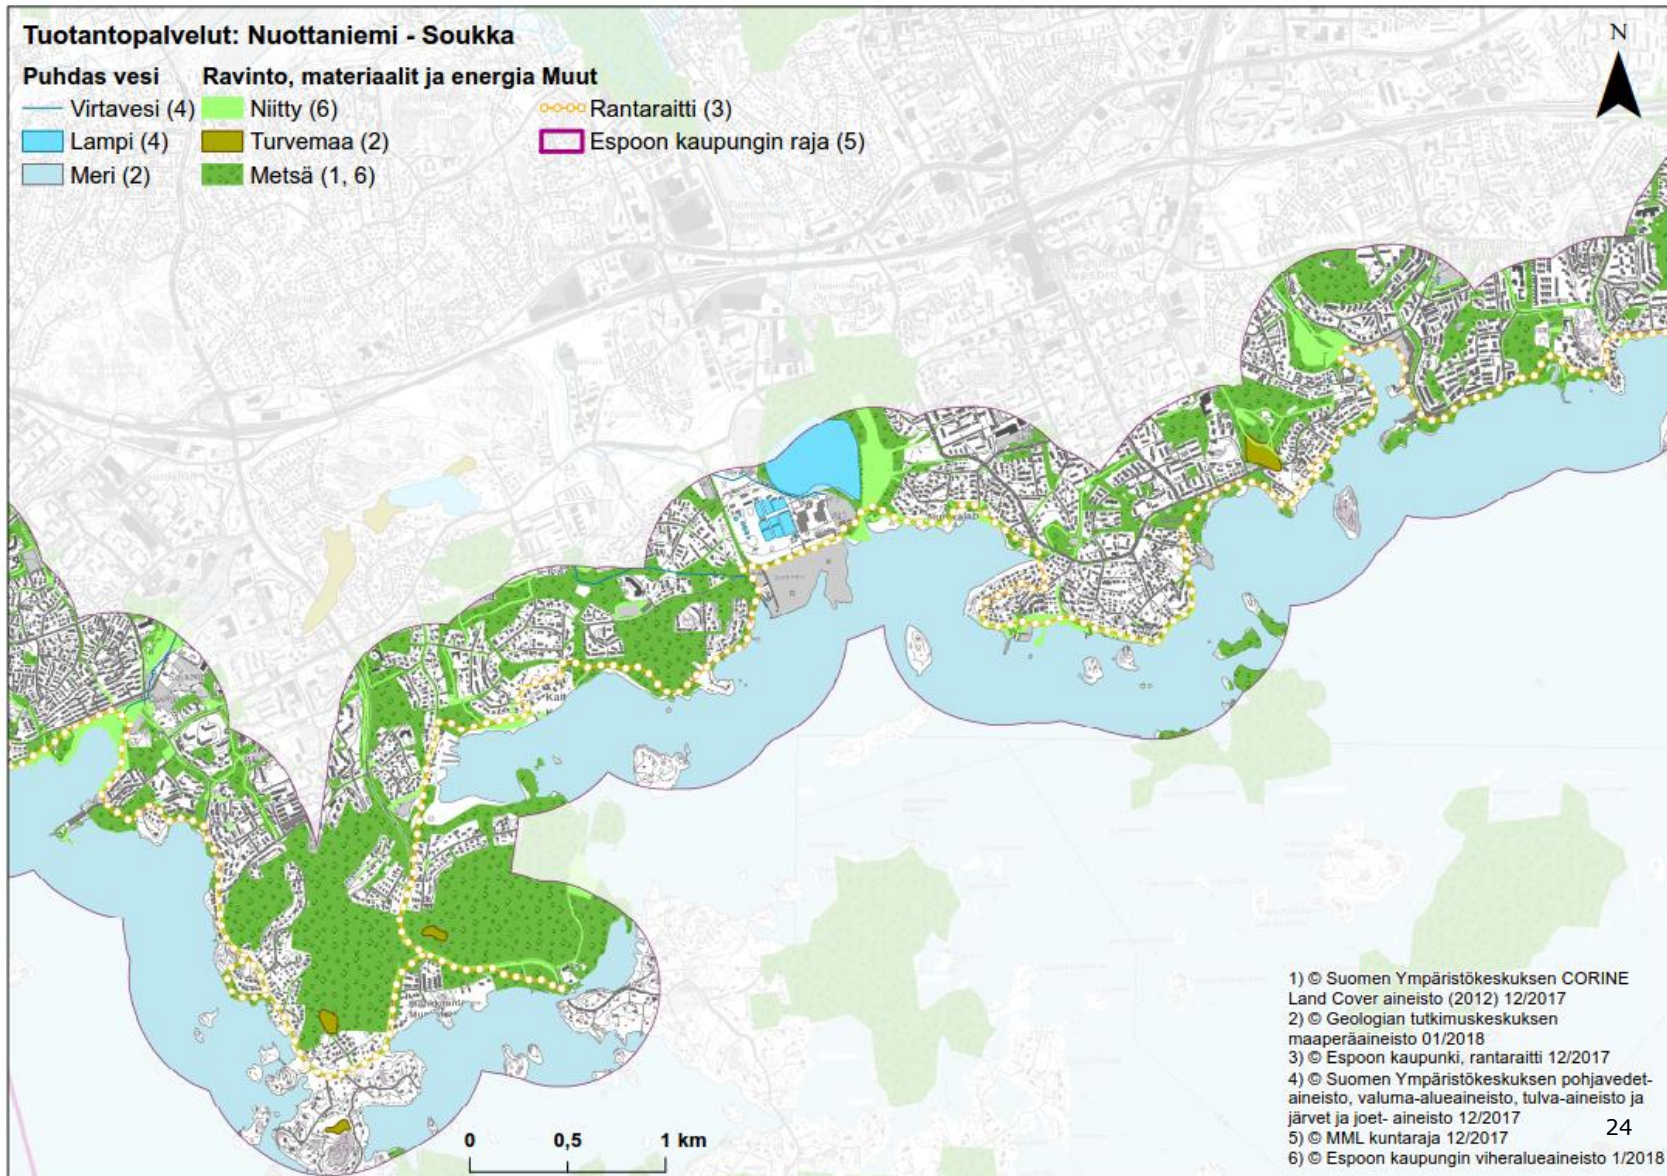 Tuotantopalvelut: Nuottaniemi - Soukka
Puhdas vesi Ravinto, materiaalit ja energia Muut
Virtavesi (4) Niitty (6) Rantaraitti (3)
Lampi (4) Turvemaa (2) Espoon kaupungin raja (5)
Meri (2) Metsä (1, 6)
N
0 0,5 1 km
1) © Suomen Ympäristökeskuksen CORINE
Land Cover aineisto (2012) 12/2017
2) © Geologian tutkimuskeskuksen
maaperäaineisto 01/2018
3) © Espoon kaupunki, rantaraitti 12/2017
4) © Suomen Ympäristökeskuksen pohjavedet-
aineisto, valuma-alueaineisto, tulva-aineisto ja
järvet ja joet- aineisto 12/2017
5) © MML kuntaraja 12/2017
6) © Espoon kaupungin viheralueaineisto 1/2018
24